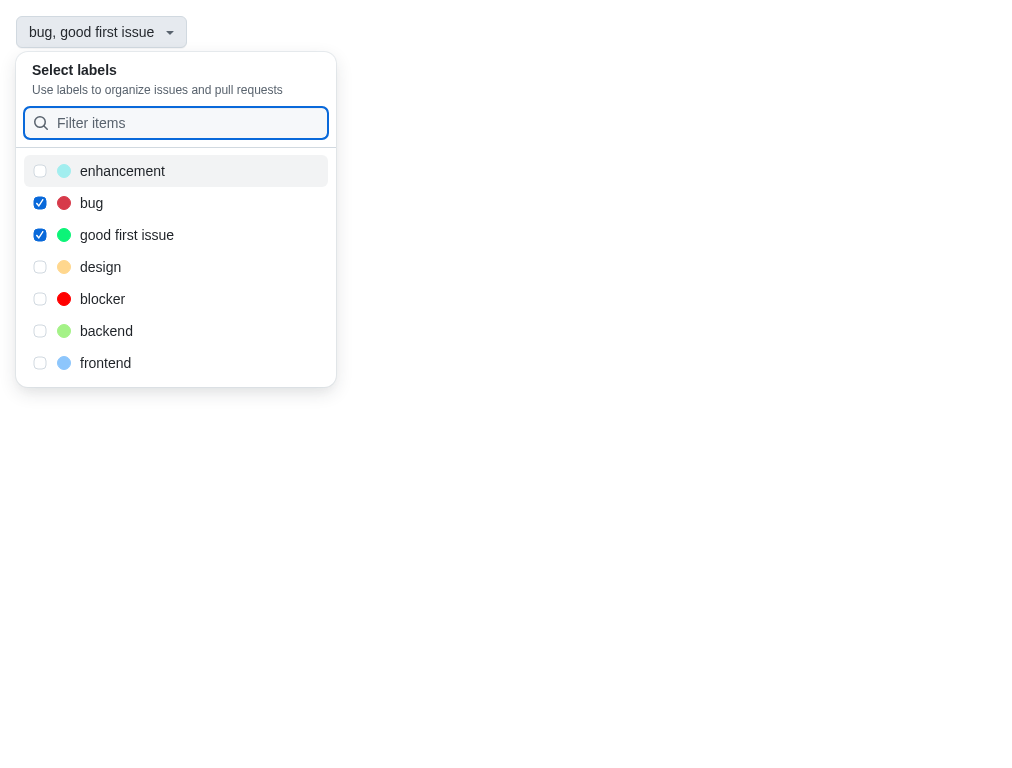 bug, good first issue
Select labels
Use labels to organize issues and pull requests
Filter items
enhancement
bug
good first issue
design
blocker
backend
frontend